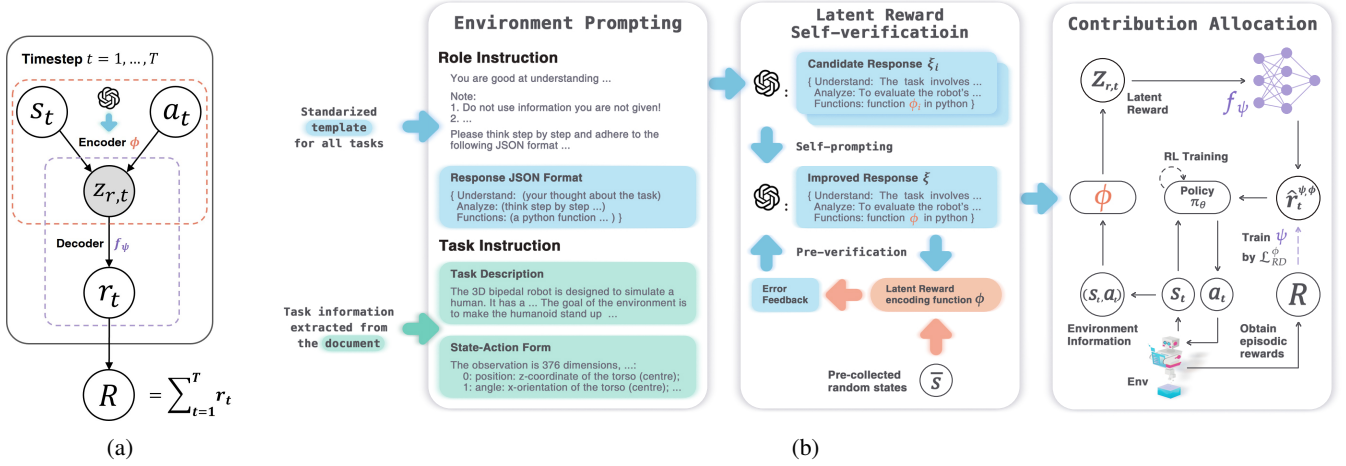 Timestep t = 1, ..., T
s_t
a_t
Encoder ϕ
z_{r,t}
Decoder f_ψ
r_t
R = ∑_{t=1}^{T} r_t
(a)
Standarized
template
for all tasks
Task information
extracted from
the document
Environment Prompting
Role Instruction
You are good at understanding ...
Note:
1. Do not use information you are not given!
2. ...
Please think step by step and adhere to the
following JSON format ...
Response JSON Format
{ Understand: (your thought about the task)
Analyze: (think step by step ...)
Functions: (a python function ... ) }
Task Instruction
Task Description
The 3D bipedal robot is designed to simulate a
human. It has a ... The goal of the environment is
to make the humanoid stand up ...
State-Action Form
The observation is 376 dimensions, ...:
0: position: z-coordinate of the torso (centre);
1: angle: x-orientation of the torso (centre); ...
Latent Reward
Self-verificatioin
Candidate Response ξ_i
{ Understand: The task involves ...
Analyze: To evaluate the robot's ...
Functions: function ϕ_i in python }
:
Self-prompting
Improved Response ξ
{ Understand: The task involves ...
Analyze: To evaluate the robot's ...
Functions: function ϕ in python }
:
Pre-verification
Error
Feedback
Latent Reward
encoding function ϕ
Pre-collected
random states
s̅
Contribution Allocation
z_{r,t}
Latent
Reward
f_ψ
RL Training
ϕ
Policy
π_θ
r̂_t^{ψ,ϕ}
Train ψ
by ℒ_{RD}^ϕ
(s_t, a_t)
s_t
a_t
R
Environment
Information
Obtain
episodic
rewards
Env
(b)